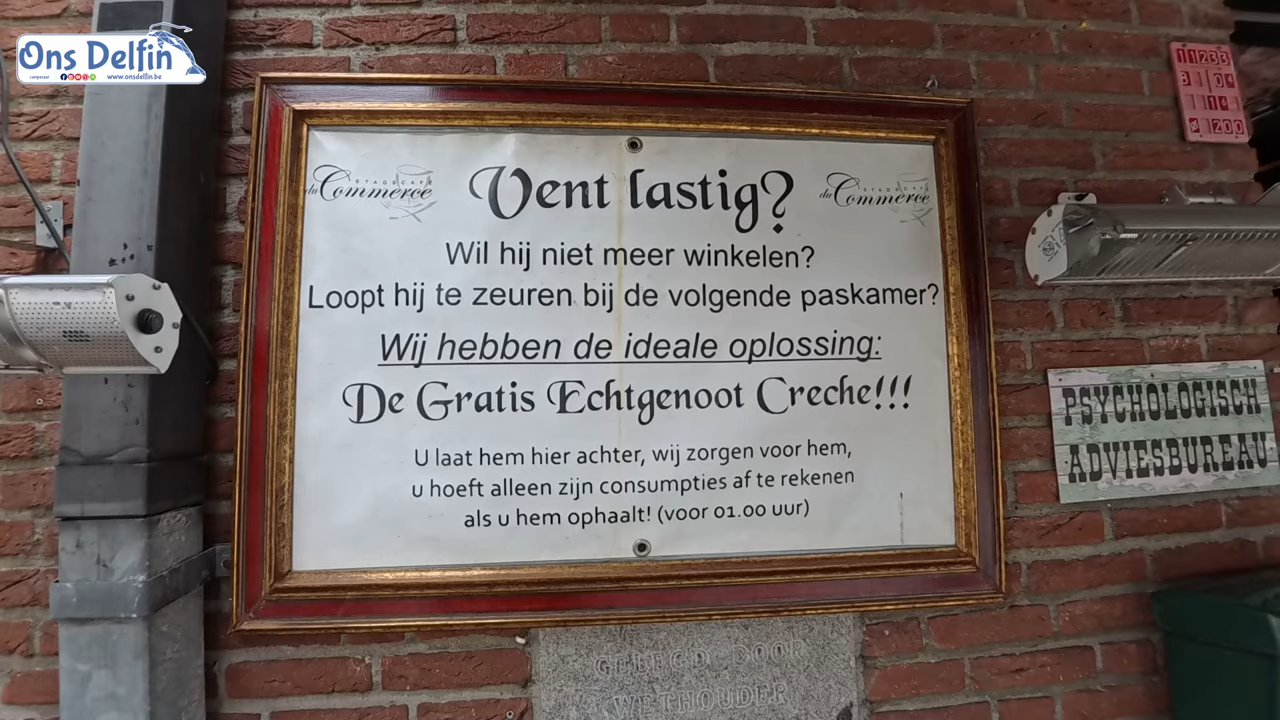 Ons Delfin
camperaar
www.onsdelfin.be
STADSCAFÉ
du Commerce
Vent lastig?
STADSCAFÉ
du Commerce
Wil hij niet meer winkelen?
Loopt hij te zeuren bij de volgende paskamer?
Wij hebben de ideale oplossing:
De Gratis Echtgenoot Creche!!!
U laat hem hier achter, wij zorgen voor hem,
u hoeft alleen zijn consumpties af te rekenen
als u hem ophaalt! (voor 01.00 uur)
PSYCHOLOGISCH
ADVIESBUREAU
GELEGD DOOR
WETHOUDER